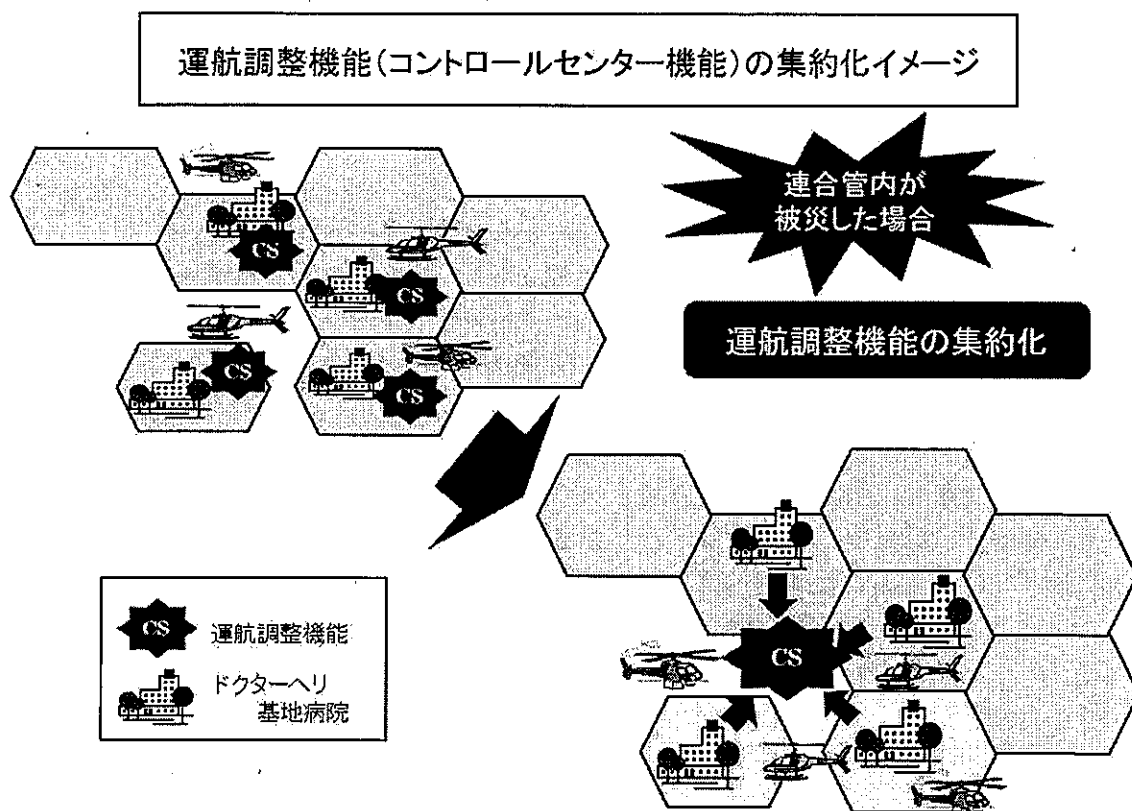 運航調整機能(コントロールセンター機能)の集約化イメージ
連合管内が
被災した場合
運航調整機能の集約化
CS
CS
CS
CS
CS
CS
運航調整機能
ドクターヘリ
基地病院